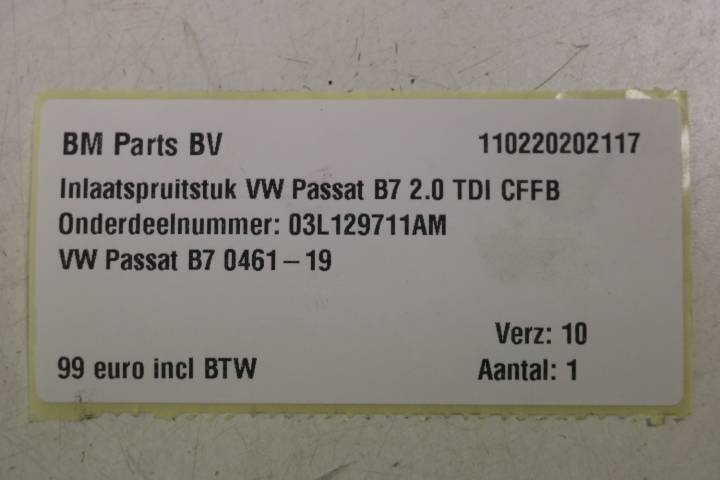 BM Parts BV 110220202117
Inlaatspruitstuk VW Passat B7 2.0 TDI CFFB
Onderdeelnummer: 03L129711AM
VW Passat B7 0461-19
Verz: 10
99 euro incl BTW Aantal: 1